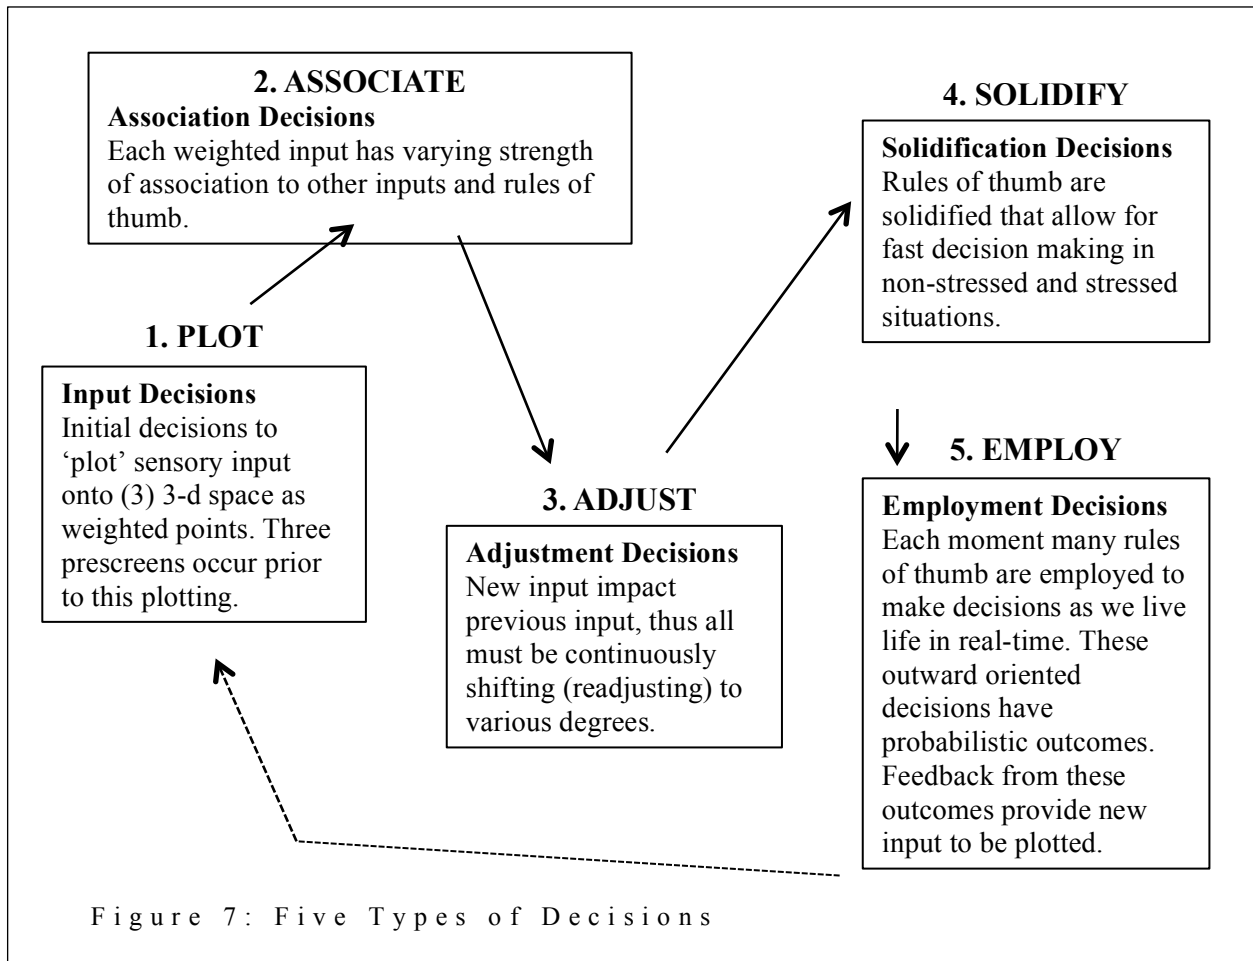 2. ASSOCIATE
Association Decisions
Each weighted input has varying strength
of association to other inputs and rules of
thumb.
1. PLOT
Input Decisions
Initial decisions to
‘plot’ sensory input
onto (3) 3-d space as
weighted points. Three
prescreens occur prior
to this plotting.
3. ADJUST
Adjustment Decisions
New input impact
previous input, thus all
must be continuously
shifting (readjusting) to
various degrees.
4. SOLIDIFY
Solidification Decisions
Rules of thumb are
solidified that allow for
fast decision making in
non-stressed and stressed
situations.
5. EMPLOY
Employment Decisions
Each moment many rules
of thumb are employed to
make decisions as we live
life in real-time. These
outward oriented
decisions have
probabilistic outcomes.
Feedback from these
outcomes provide new
input to be plotted.
Figure 7: Five Types of Decisions